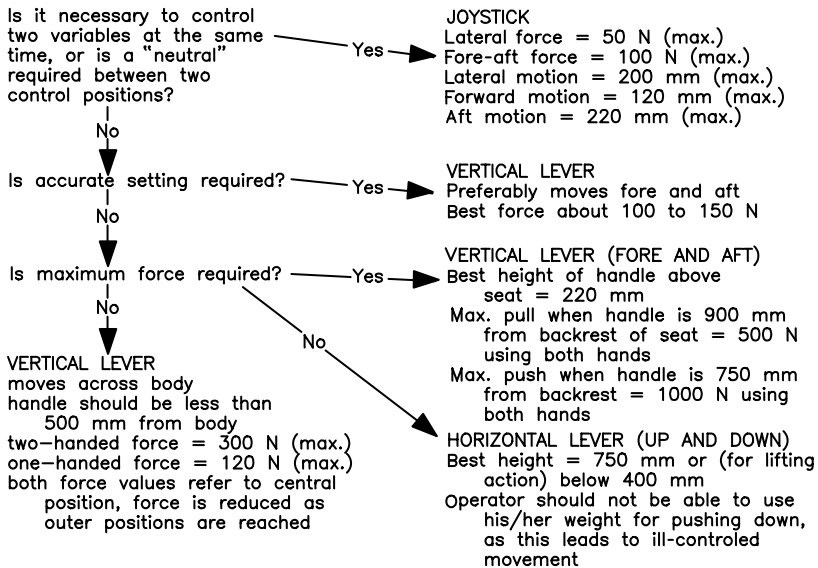 Is it necessary to control
two variables at the same
time, or is a "neutral"
required between two
control positions?
Yes
JOYSTICK
Lateral force = 50 N (max.)
Fore-aft force = 100 N (max.)
Lateral motion = 200 mm (max.)
Forward motion = 120 mm (max.)
Aft motion = 220 mm (max.)
No
Is accurate setting required?
Yes
VERTICAL LEVER
Preferably moves fore and aft
Best force about 100 to 150 N
No
Is maximum force required?
Yes
VERTICAL LEVER (FORE AND AFT)
Best height of handle above
seat = 220 mm
Max. pull when handle is 900 mm
from backrest of seat = 500 N
using both hands
Max. push when handle is 750 mm
from backrest = 1000 N using
both hands
No
VERTICAL LEVER
moves across body
handle should be less than
500 mm from body
two-handed force = 300 N (max.)
one-handed force = 120 N (max.)
both force values refer to central
position, force is reduced as
outer positions are reached
No
HORIZONTAL LEVER (UP AND DOWN)
Best height = 750 mm or (for lifting
action) below 400 mm
Operator should not be able to use
his/her weight for pushing down,
as this leads to ill-controled
movement